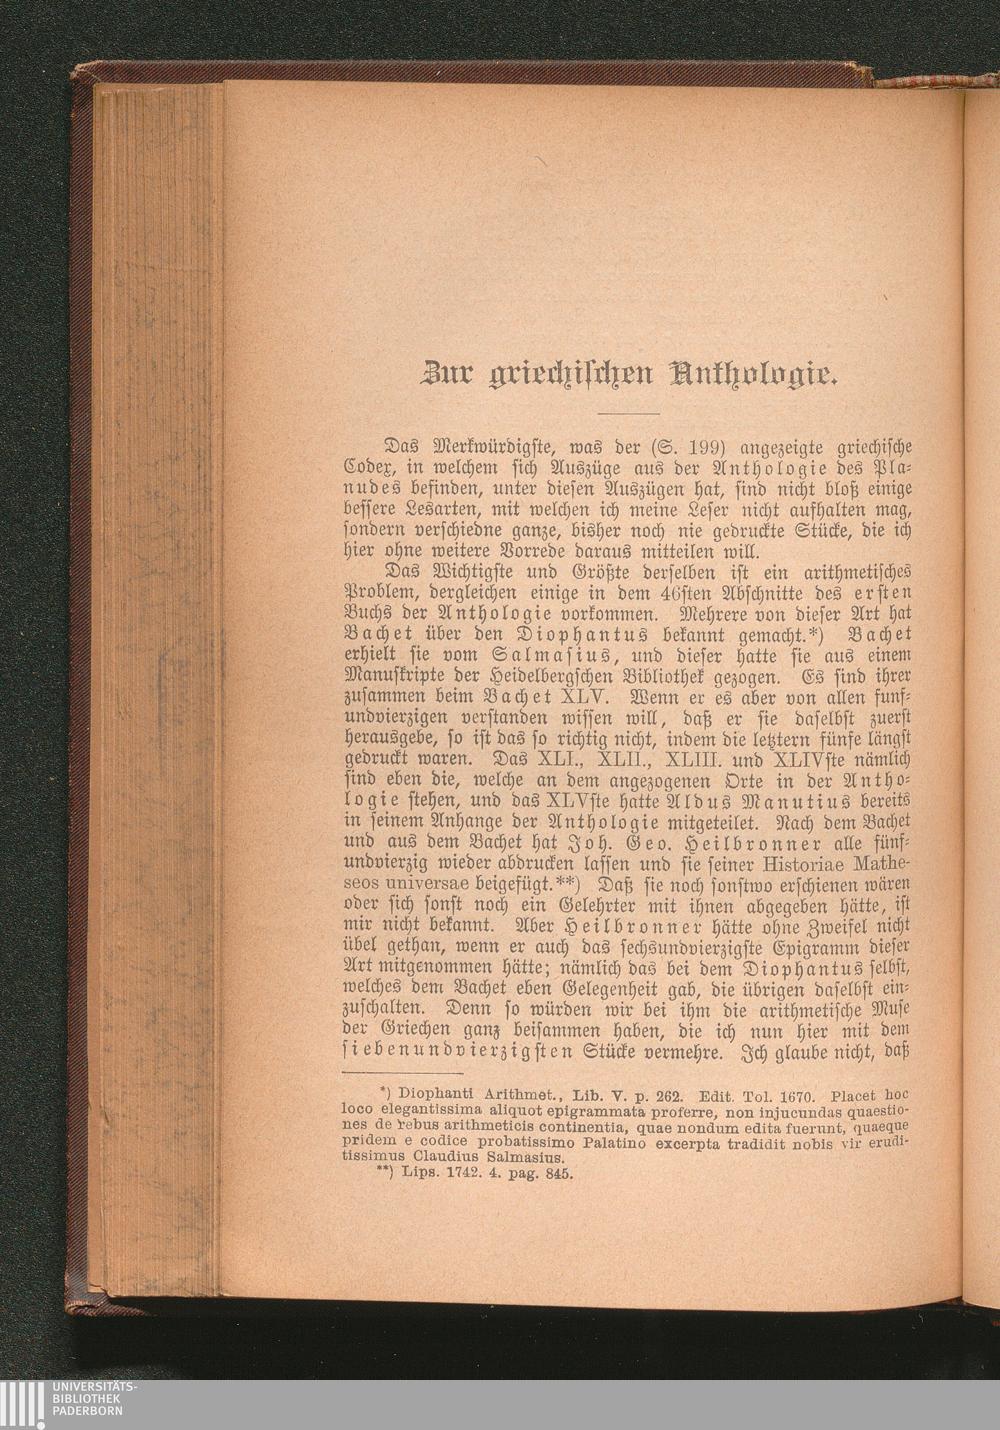 Zur griechischen Anthologie.
Das Merkwürdigste, was der (S. 199) angezeigte griechische
Codex, in welchem sich Auszüge aus der Anthologie des Pla-
nudes befinden, unter diesen Auszügen hat, sind nicht bloß einige
bessere Lesarten, mit welchen ich meine Leser nicht aufhalten mag,
sondern verschiedne ganze, bisher noch nie gedruckte Stücke, die ich
hier ohne weitere Vorrede daraus mitteilen will.
Das Wichtigste und Größte derselben ist ein arithmetisches
Problem, dergleichen einige in dem 46sten Abschnitte des ersten
Buchs der Anthologie vorkommen. Mehrere von dieser Art hat
Bachet über den Diophantus bekannt gemacht.*) Bachet
erhielt sie vom Salmasius, und dieser hatte sie aus einem
Manuskripte der Heidelbergschen Bibliothek gezogen. Es sind ihrer
zusammen beim Bachet XLV. Wenn er es aber von allen funf-
undvierzigen verstanden wissen will, daß er sie daselbst zuerst
herausgebe, so ist das so richtig nicht, indem die letztern fünfe längst
gedruckt waren. Das XLI., XLII., XLIII. und XLIVste nämlich
sind eben die, welche an dem angezogenen Orte in der Antho-
logie stehen, und das XLVste hatte Aldus Manutius bereits
in seinem Anhange der Anthologie mitgeteilet. Nach dem Bachet
und aus dem Bachet hat Joh. Geo. Heilbronner alle fünf-
undvierzig wieder abdrucken lassen und sie seiner Historiae Mathe-
seos universae beigefügt.**) Daß sie noch sonstwo erschienen wären
oder sich sonst noch ein Gelehrter mit ihnen abgegeben hätte, ist
mir nicht bekannt. Aber Heilbronner hätte ohne Zweifel nicht
übel gethan, wenn er auch das sechsundvierzigste Epigramm dieser
Art mitgenommen hätte; nämlich das bei dem Diophantus selbst,
welches dem Bachet eben Gelegenheit gab, die übrigen daselbst ein-
zuschalten. Denn so würden wir bei ihm die arithmetische Muse
der Griechen ganz beisammen haben, die ich nun hier mit dem
siebenundvierzigsten Stücke vermehre. Ich glaube nicht, daß
*) Diophanti Arithmet., Lib. V. p. 262. Edit. Tol. 1670. Placet hoc
loco elegantissima aliquot epigrammata proferre, non injucundas quaestio-
nes de rebus arithmeticis continentia, quae nondum edita fuerunt, quaeque
pridem e codice probatissimo Palatino excerpta tradidit nobis vir erudi-
tissimus Claudius Salmasius.
**) Lips. 1742. 4. pag. 845.
UNIVERSITÄTS-
BIBLIOTHEK
PADERBORN